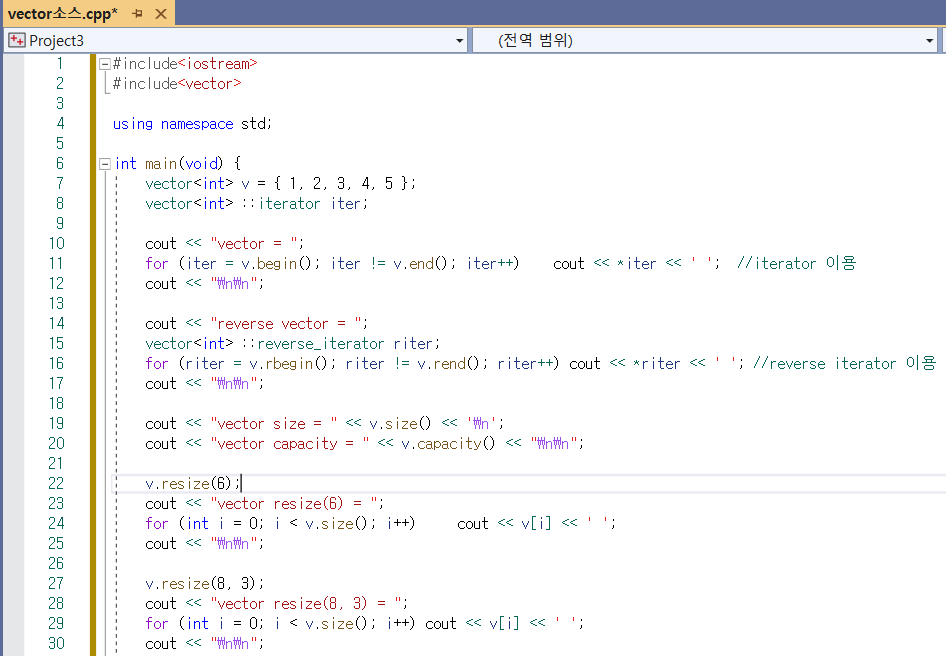 vector소스.cpp*
Project3 (전역 범위)
1 #include<iostream>
2 #include<vector>
3
4 using namespace std;
5
6 int main(void) {
7 vector<int> v = { 1, 2, 3, 4, 5 };
8 vector<int> ::iterator iter;
9
10 cout << "vector = ";
11 for (iter = v.begin(); iter != v.end(); iter++) cout << *iter << ' '; //iterator 이용
12 cout << "₩n₩n";
13
14 cout << "reverse vector = ";
15 vector<int> ::reverse_iterator riter;
16 for (riter = v.rbegin(); riter != v.rend(); riter++) cout << *riter << ' '; //reverse iterator 이용
17 cout << "₩n₩n";
18
19 cout << "vector size = " << v.size() << '₩n';
20 cout << "vector capacity = " << v.capacity() << "₩n₩n";
21
22 v.resize(6);
23 cout << "vector resize(6) = ";
24 for (int i = 0; i < v.size(); i++) cout << v[i] << ' ';
25 cout << "₩n₩n";
26
27 v.resize(8, 3);
28 cout << "vector resize(8, 3) = ";
29 for (int i = 0; i < v.size(); i++) cout << v[i] << ' ';
30 cout << "₩n₩n";